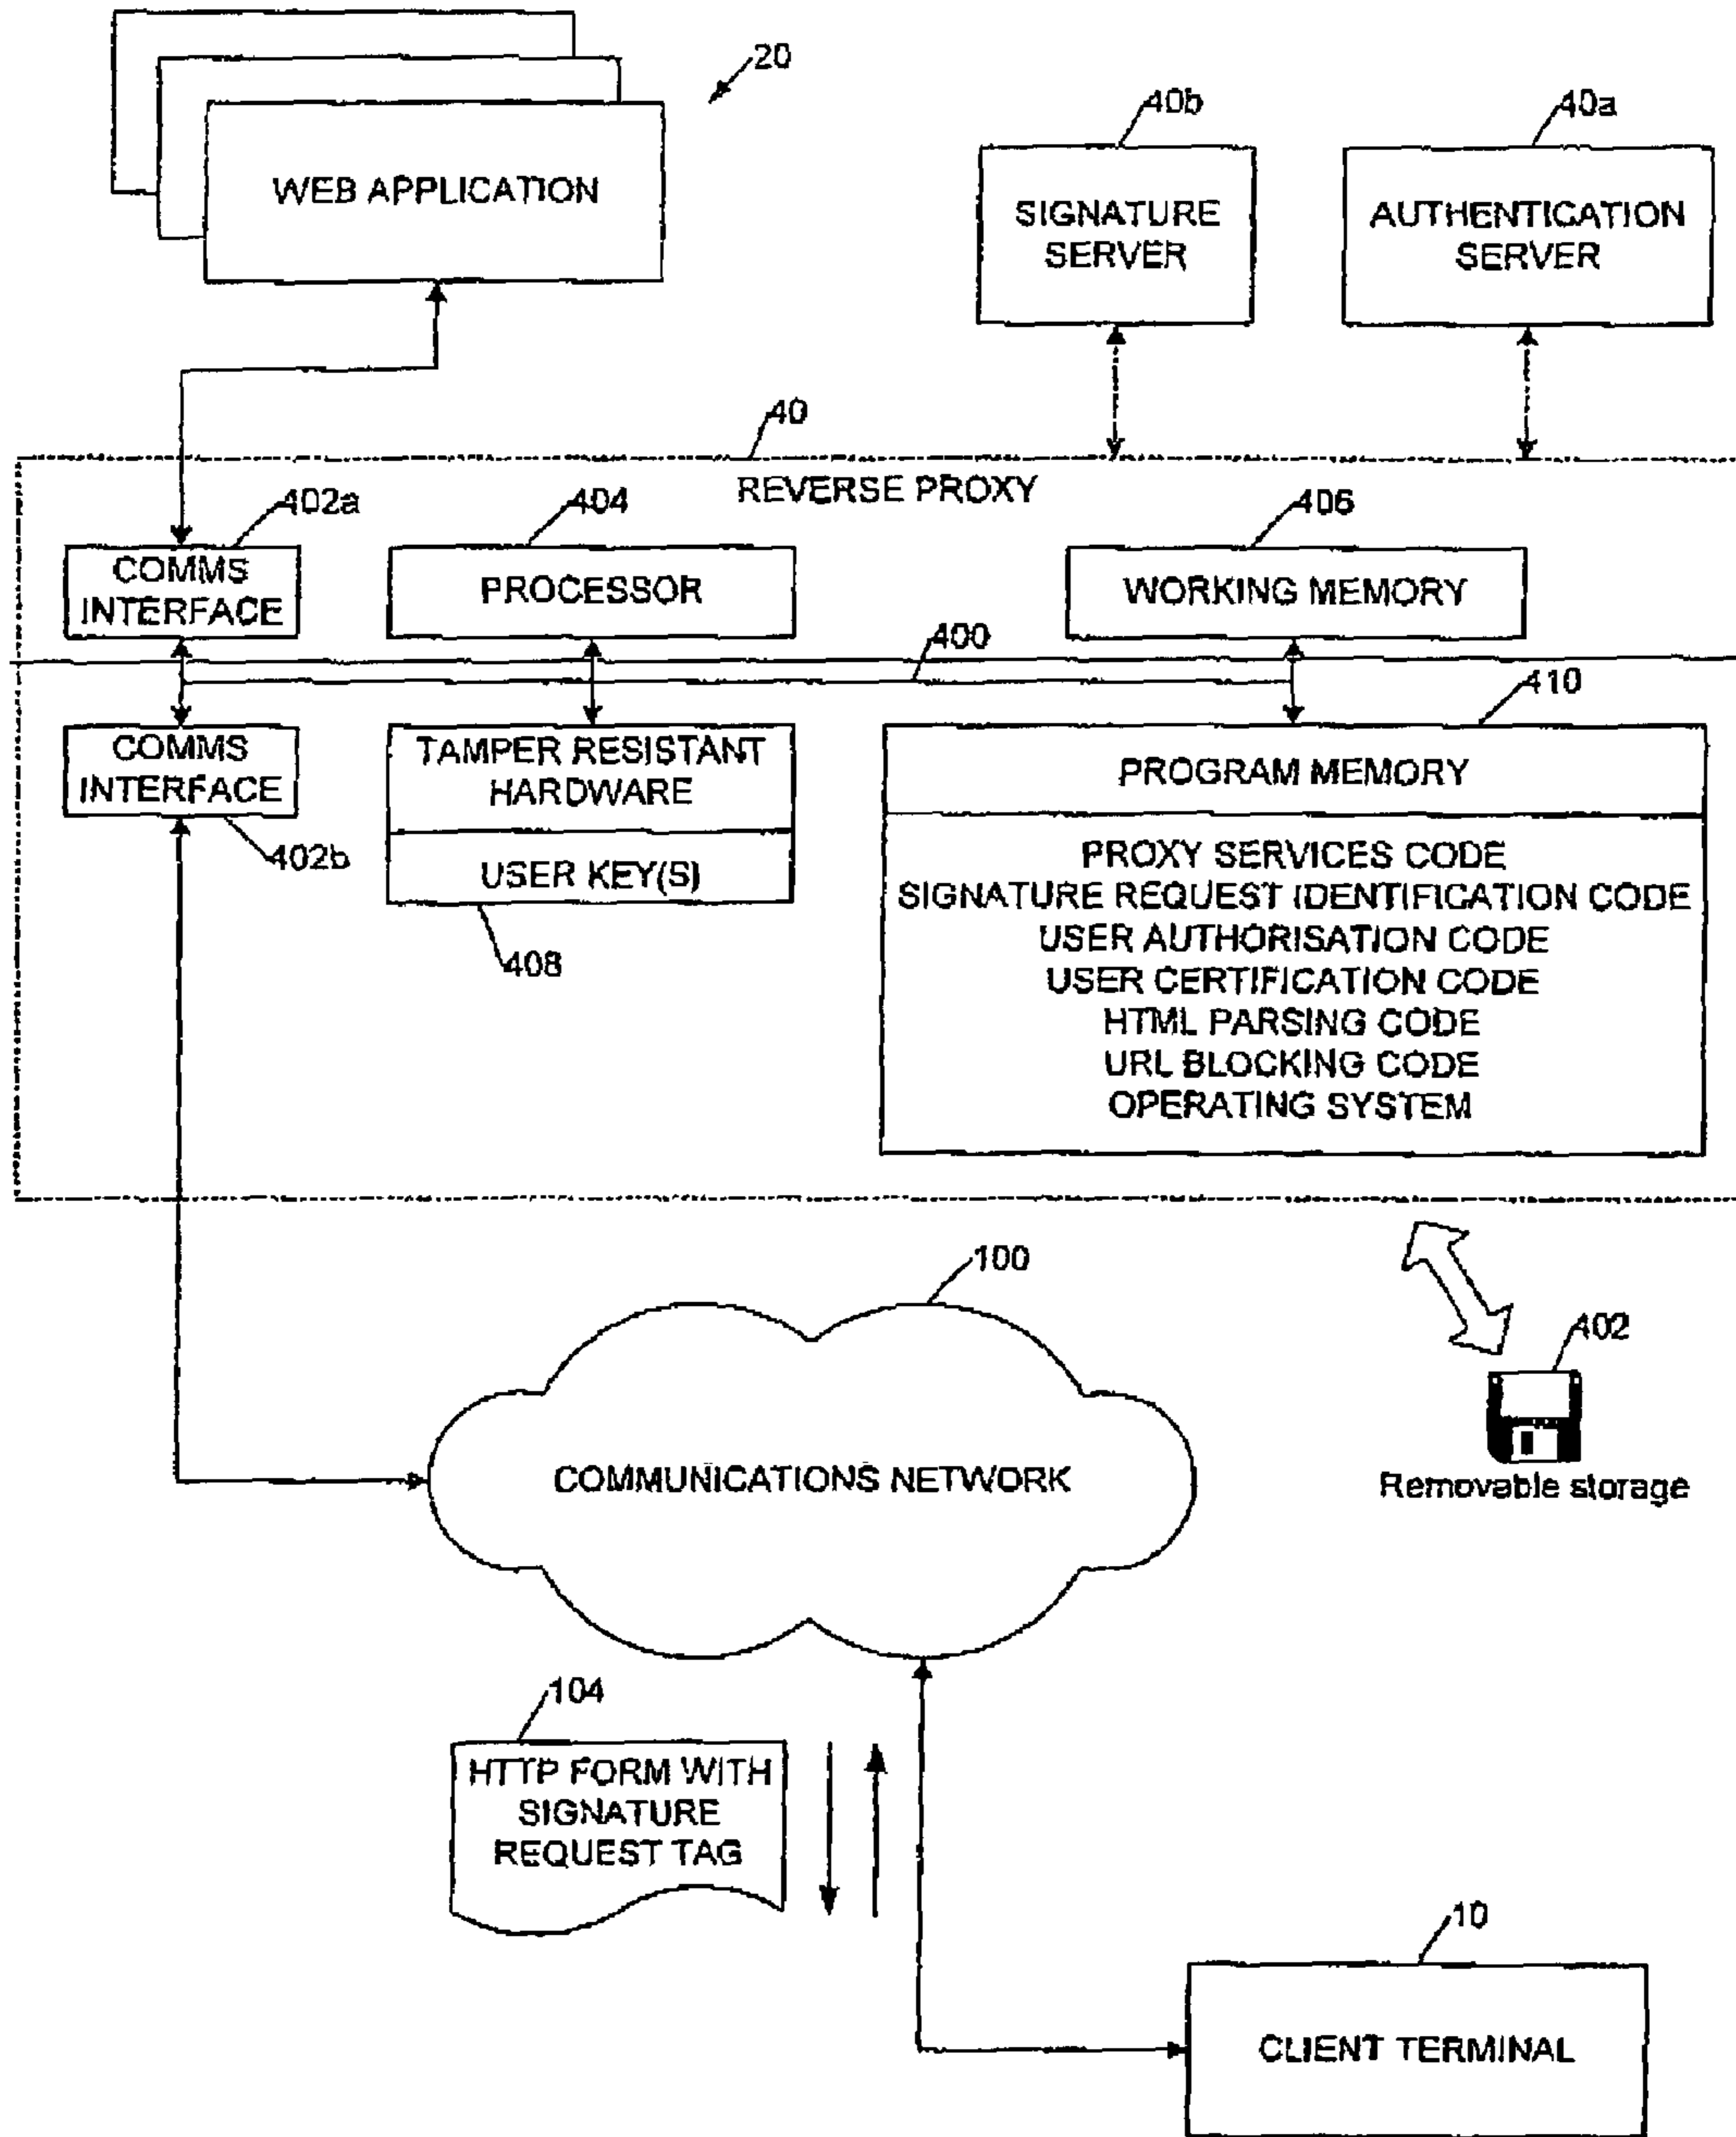 20
WEB APPLICATION
40b
SIGNATURE
SERVER
40a
AUTHENTICATION
SERVER
40
REVERSE PROXY
402a
COMMS
INTERFACE
404
PROCESSOR
406
WORKING MEMORY
400
COMMS
INTERFACE
402b
TAMPER RESISTANT
HARDWARE
USER KEY(S)
408
410
PROGRAM MEMORY
PROXY SERVICES CODE
SIGNATURE REQUEST IDENTIFICATION CODE
USER AUTHORISATION CODE
USER CERTIFICATION CODE
HTML PARSING CODE
URL BLOCKING CODE
OPERATING SYSTEM
100
COMMUNICATIONS NETWORK
402
Removable storage
104
HTTP FORM WITH
SIGNATURE
REQUEST TAG
10
CLIENT TERMINAL